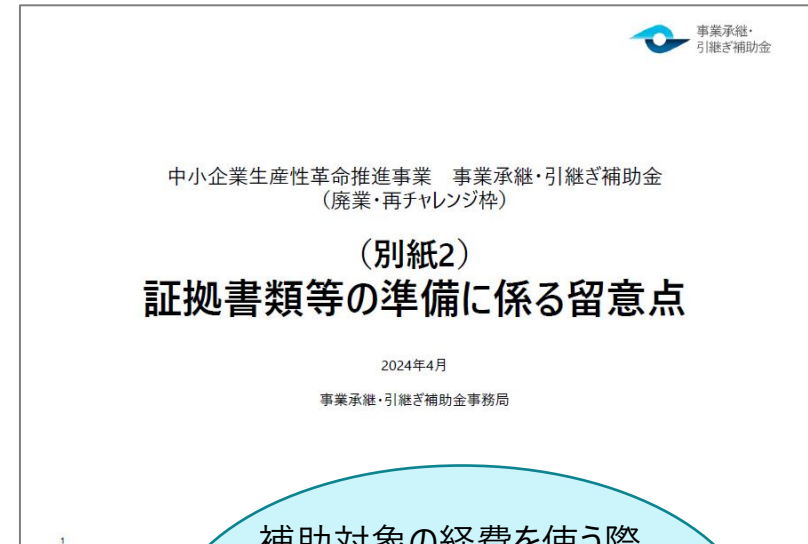 事業承継・
引継ぎ補助金
中小企業生産性革命推進事業　事業承継・引継ぎ補助金
（廃業・再チャレンジ枠）
（別紙2）
証拠書類等の準備に係る留意点
2024年4月
事業承継・引継ぎ補助金事務局
1
補助対象の経費を使う際